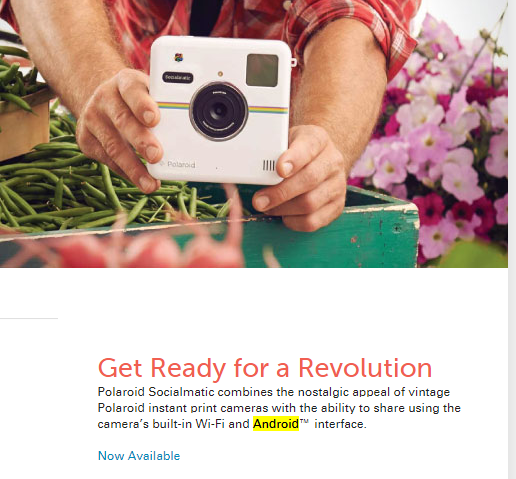 Socialmatic
Polaroid
Get Ready for a Revolution
Polaroid Socialmatic combines the nostalgic appeal of vintage
Polaroid instant print cameras with the ability to share using the
camera's built-in Wi-Fi and Android™ interface.
Now Available